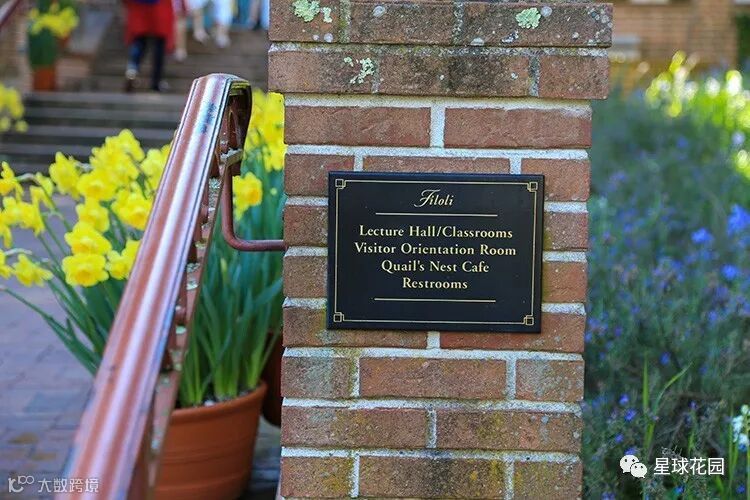 Filoli
Lecture Hall/Classrooms
Visitor Orientation Room
Quail's Nest Cafe
Restrooms
大数跨境
星球花园